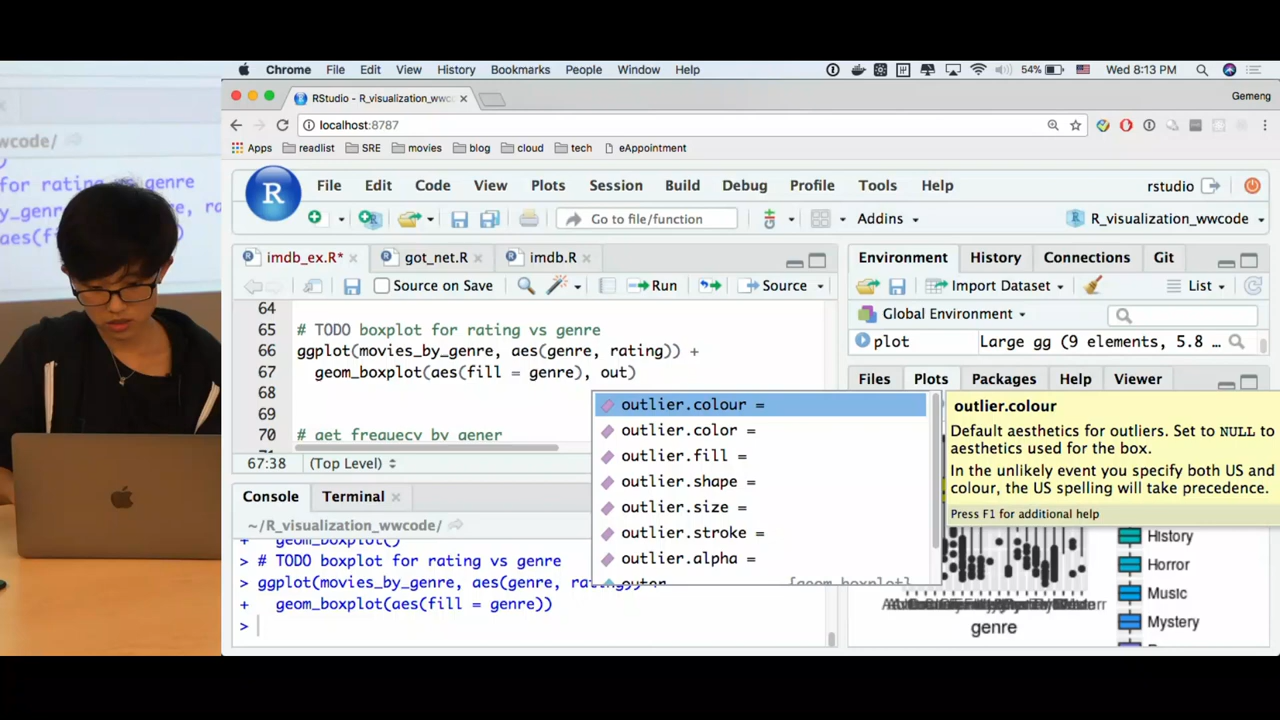 wcode/
for rating vs genre
y_genr
, ra
aes(fi
Chrome File Edit View History Bookmarks People Window Help
54% Wed 8:13 PM
RStudio - R_visualization_wwcc
Gemeng
localhost:8787
Apps readlist SRE movies blog cloud tech eAppointment
R File Edit Code View Plots Session Build Debug Profile Tools Help rstudio
Go to file/function Addins R_visualization_wwcode
imdb_ex.R* got_net.R imdb.R
Source on Save Run Source
64
65 # TODO boxplot for rating vs genre
66 ggplot(movies_by_genre, aes(genre, rating)) +
67 geom_boxplot(aes(fill = genre), out)
68
69
70 # get frequecy by gener
67:38 (Top Level)
outlier.colour =
outlier.color =
outlier.fill =
outlier.shape =
outlier.size =
outlier.stroke =
outlier.alpha =
outer {geom_boxplot}
Console Terminal
~/R_visualization_wwcode/
+ geom_boxplot()
> # TODO boxplot for rating vs genre
> ggplot(movies_by_genre, aes(genre, rating)) +
+ geom_boxplot(aes(fill = genre))
>
Environment History Connections Git
Import Dataset List
Global Environment
plot Large gg (9 elements, 5.8 …
Files Plots Packages Help Viewer
outlier.colour
Default aesthetics for outliers. Set to NULL to
aesthetics used for the box.
In the unlikely event you specify both US and
colour, the US spelling will take precedence.
Press F1 for additional help
History
Horror
Music
Mystery
genre